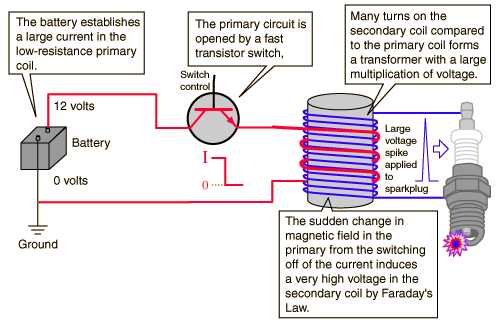 The battery establishes
a large current in the
low-resistance primary
coil.
The primary circuit is
opened by a fast
transistor switch,
Many turns on the
secondary coil compared
to the primary coil forms
a transformer with a large
multiplication of voltage.
Switch
control
12 volts
Battery
0 volts
Ground
I
0
Large
voltage
spike
applied
to
sparkplug
The sudden change in
magnetic field in the
primary from the switching
off of the current induces
a very high voltage in the
secondary coil by Faraday's
Law.